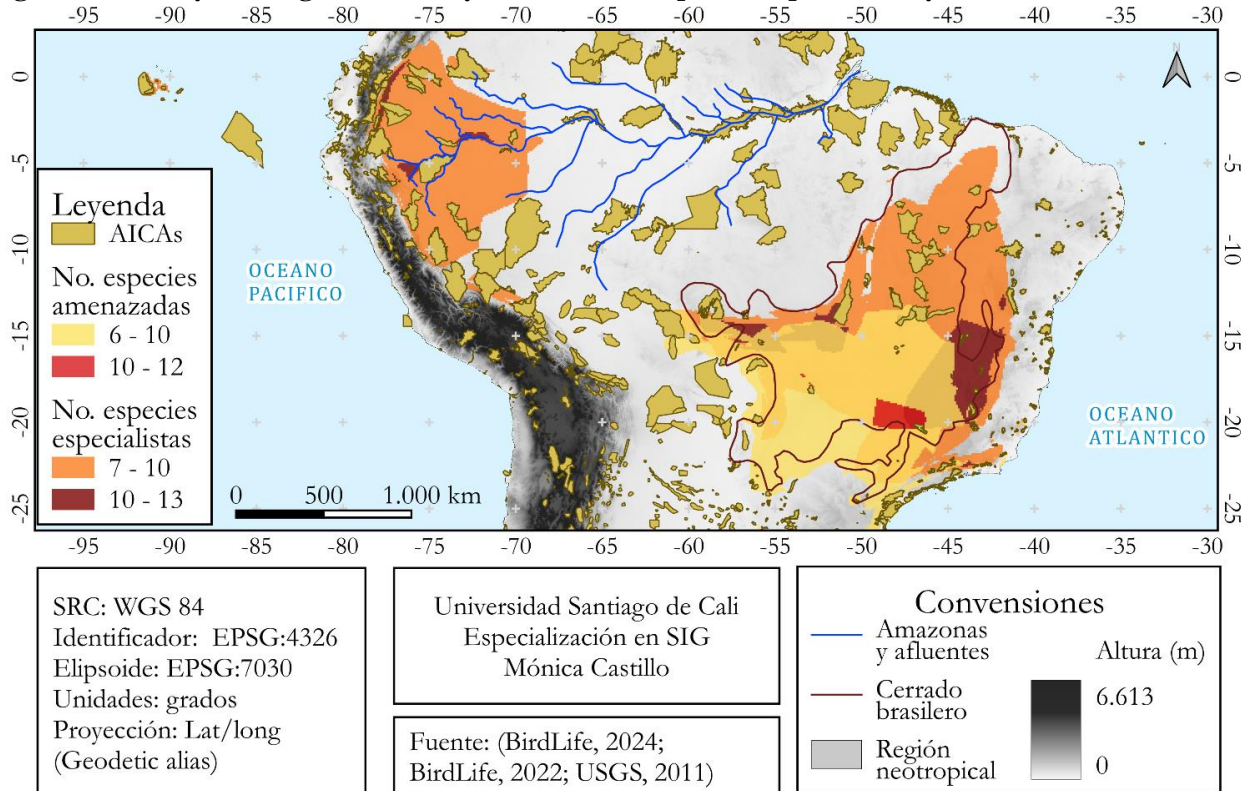 -95 -90 -85 -80 -75 -70 -65 -60 -55 -50 -45 -40 -35 -30
N
0
-5
-10
-15
-20
-25
0
-5
-10
-15
-20
-25
Leyenda
AICAs
No. especies
amenazadas
6 - 10
10 - 12
No. especies
especialistas
7 - 10
10 - 13
OCEANO
PACIFICO
OCEANO
ATLANTICO
0 500 1.000 km
-95 -90 -85 -80 -75 -70 -65 -60 -55 -50 -45 -40 -35 -30
SRC: WGS 84
Identificador: EPSG:4326
Elipsoide: EPSG:7030
Unidades: grados
Proyección: Lat/long
(Geodetic alias)
Universidad Santiago de Cali
Especialización en SIG
Mónica Castillo
Fuente: (BirdLife, 2024;
BirdLife, 2022; USGS, 2011)
Convensiones
Amazonas
y afluentes
Cerrado
brasilero
Región
neotropical
Altura (m)
6.613
0